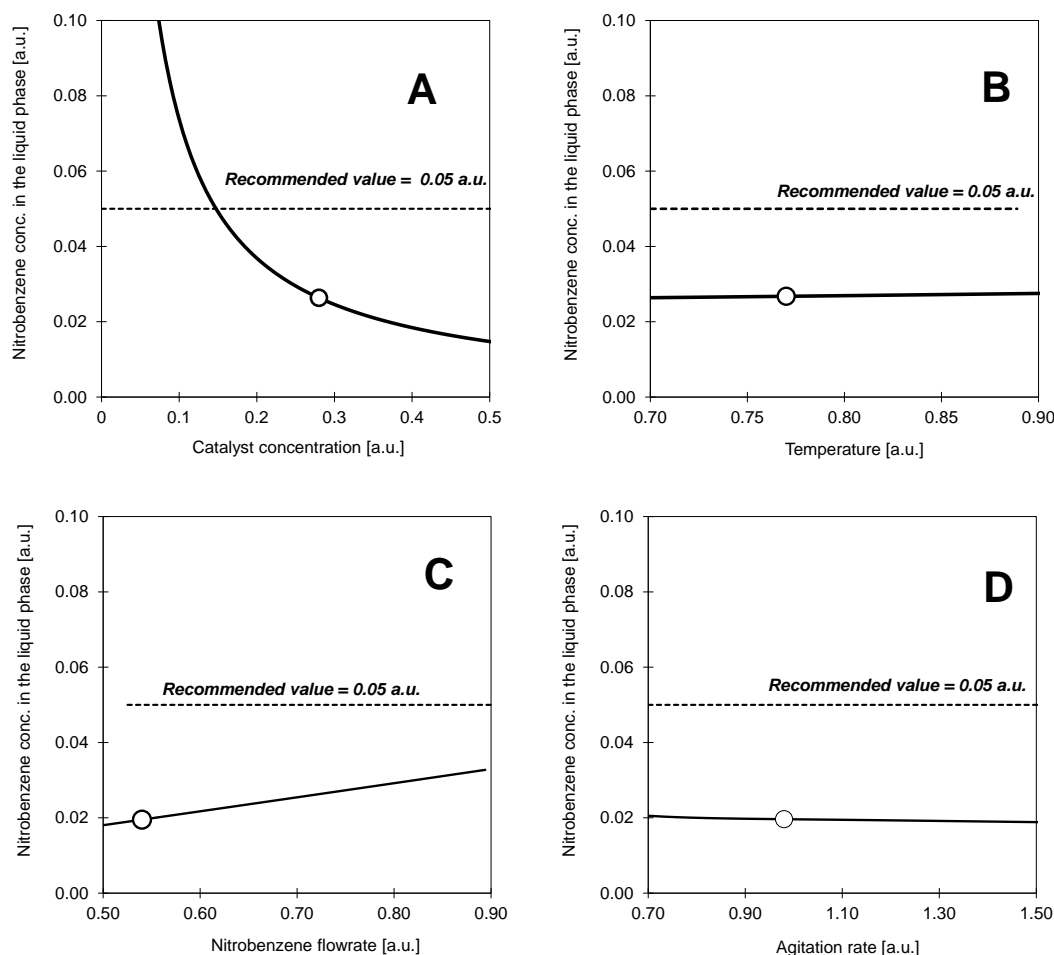 Nitrobenzene conc. in the liquid phase [a.u.]
0.10
0.08
0.06
0.04
0.02
0.00
A
Recommended value = 0.05 a.u.
0
0.1
0.2
0.3
0.4
0.5
Catalyst concentration [a.u.]
Nitrobenzene conc. in the liquid phase [a.u.]
0.10
0.08
0.06
0.04
0.02
0.00
B
Recommended value = 0.05 a.u.
0.70
0.75
0.80
0.85
0.90
Temperature [a.u.]
Nitrobenzene conc. in the liquid phase [a.u.]
0.10
0.08
0.06
0.04
0.02
0.00
C
Recommended value = 0.05 a.u.
0.50
0.60
0.70
0.80
0.90
Nitrobenzene flowrate [a.u.]
Nitrobenzene conc. in the liquid phase [a.u.]
0.10
0.08
0.06
0.04
0.02
0.00
D
Recommended value = 0.05 a.u.
0.70
0.90
1.10
1.30
1.50
Agitation rate [a.u.]